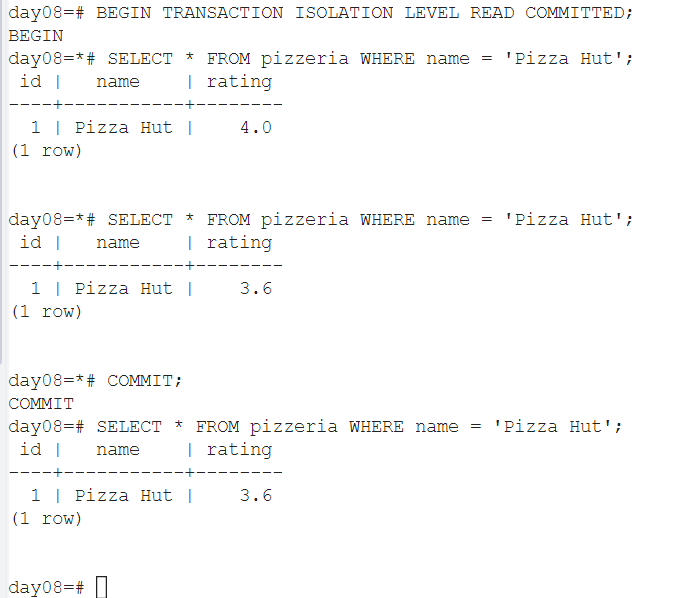 day08=# BEGIN TRANSACTION ISOLATION LEVEL READ COMMITTED;
BEGIN
day08=*# SELECT * FROM pizzeria WHERE name = 'Pizza Hut';
 id |   name    | rating
----+-----------+--------
  1 | Pizza Hut |    4.0
(1 row)

day08=*# SELECT * FROM pizzeria WHERE name = 'Pizza Hut';
 id |   name    | rating
----+-----------+--------
  1 | Pizza Hut |    3.6
(1 row)

day08=*# COMMIT;
COMMIT
day08=# SELECT * FROM pizzeria WHERE name = 'Pizza Hut';
 id |   name    | rating
----+-----------+--------
  1 | Pizza Hut |    3.6
(1 row)

day08=#